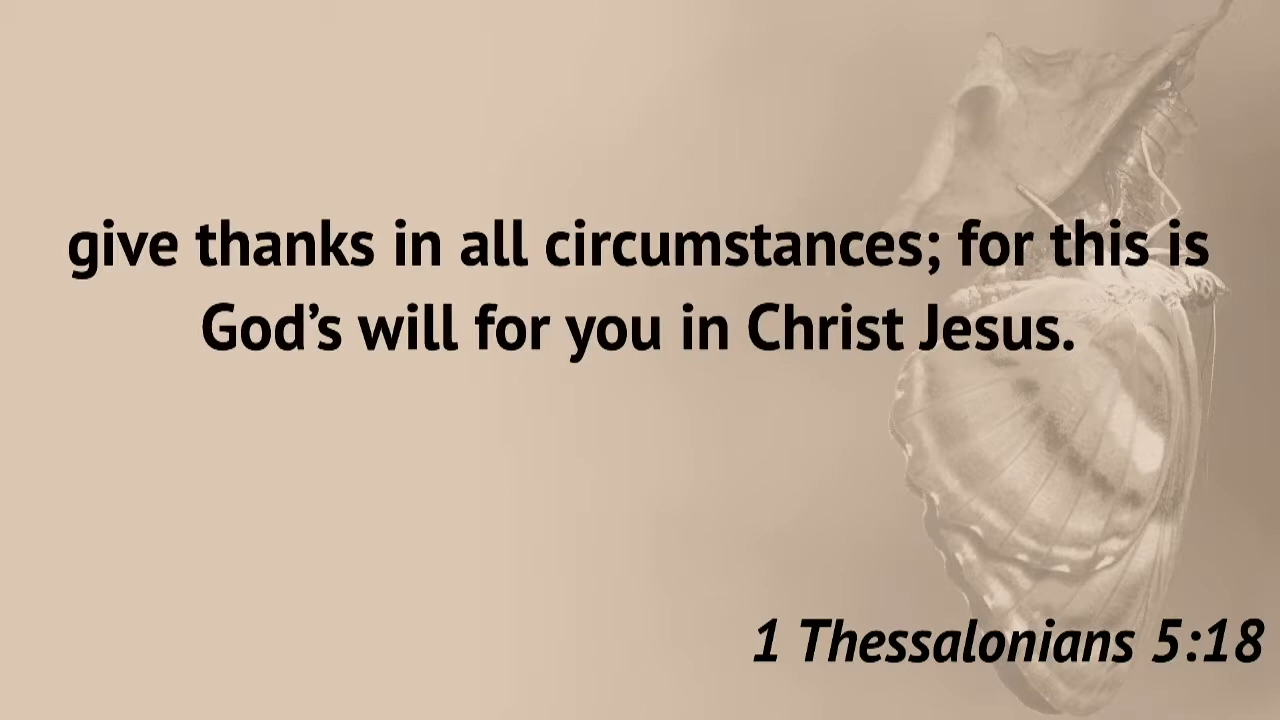 give thanks in all circumstances; for this is
God’s will for you in Christ Jesus.
1 Thessalonians 5:18